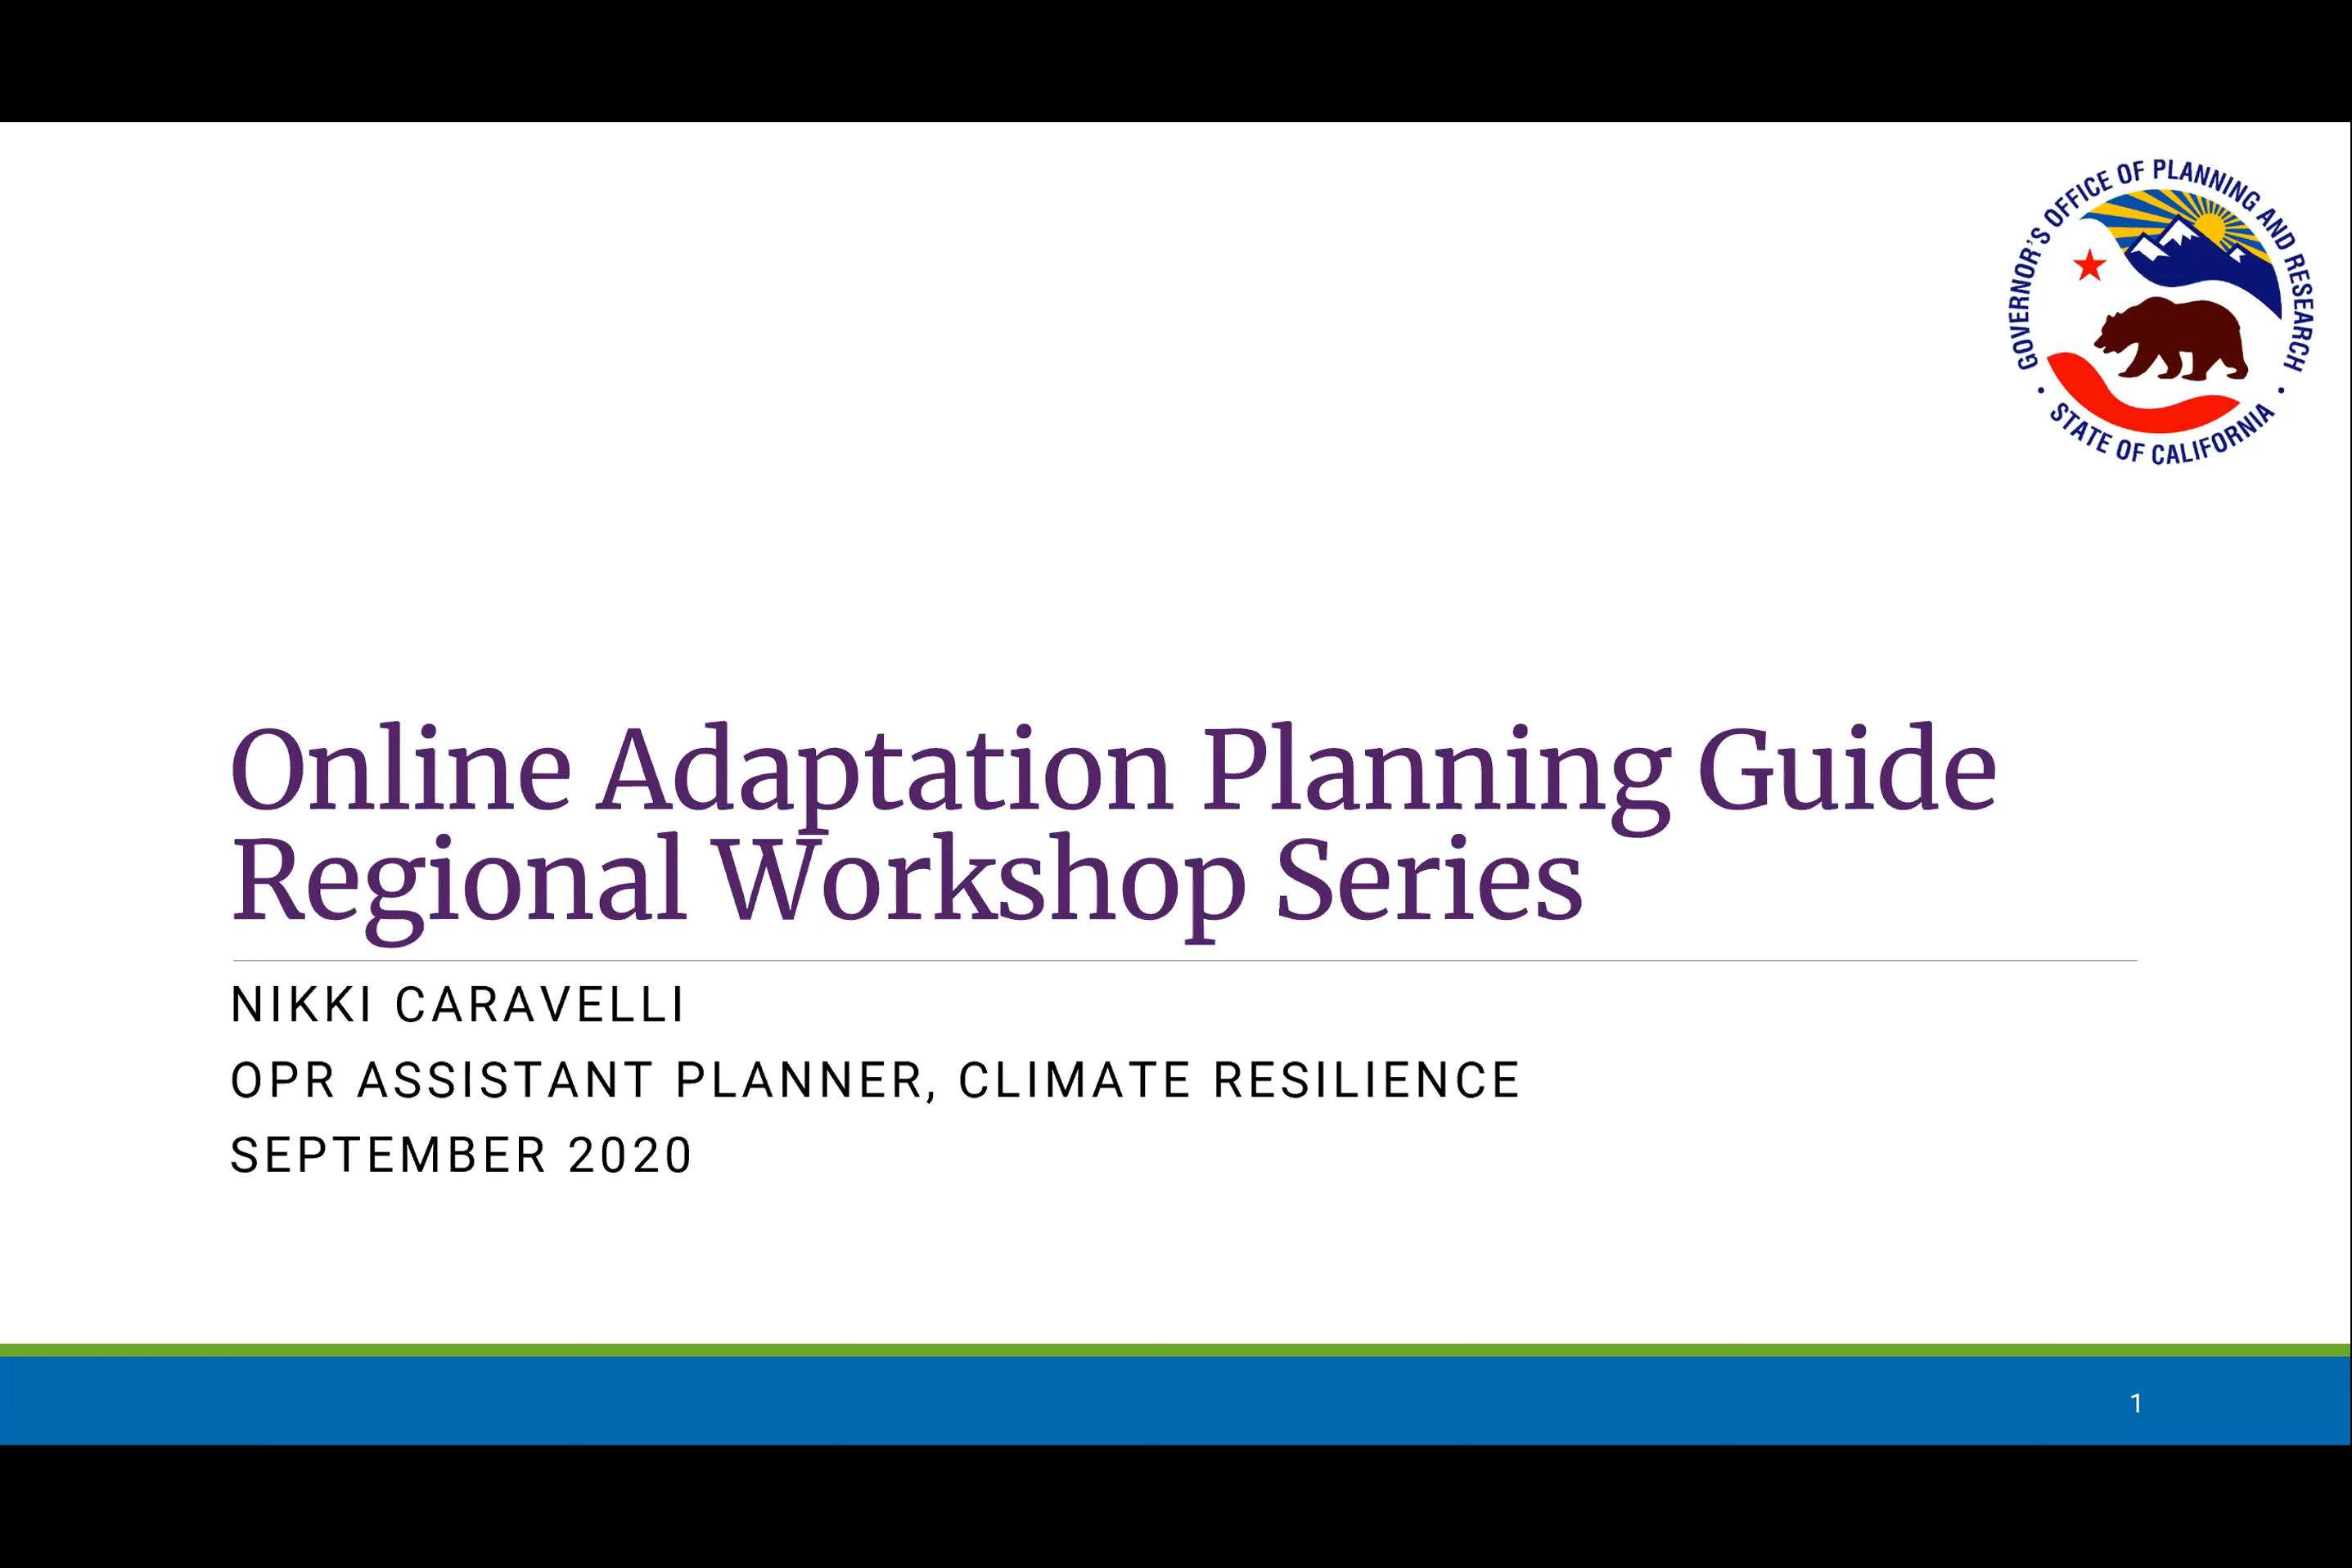 GOVERNOR'S OFFICE OF PLANNING AND RESEARCH
• STATE OF CALIFORNIA •
Online Adaptation Planning Guide
Regional Workshop Series
NIKKI CARAVELLI
OPR ASSISTANT PLANNER, CLIMATE RESILIENCE
SEPTEMBER 2020
1